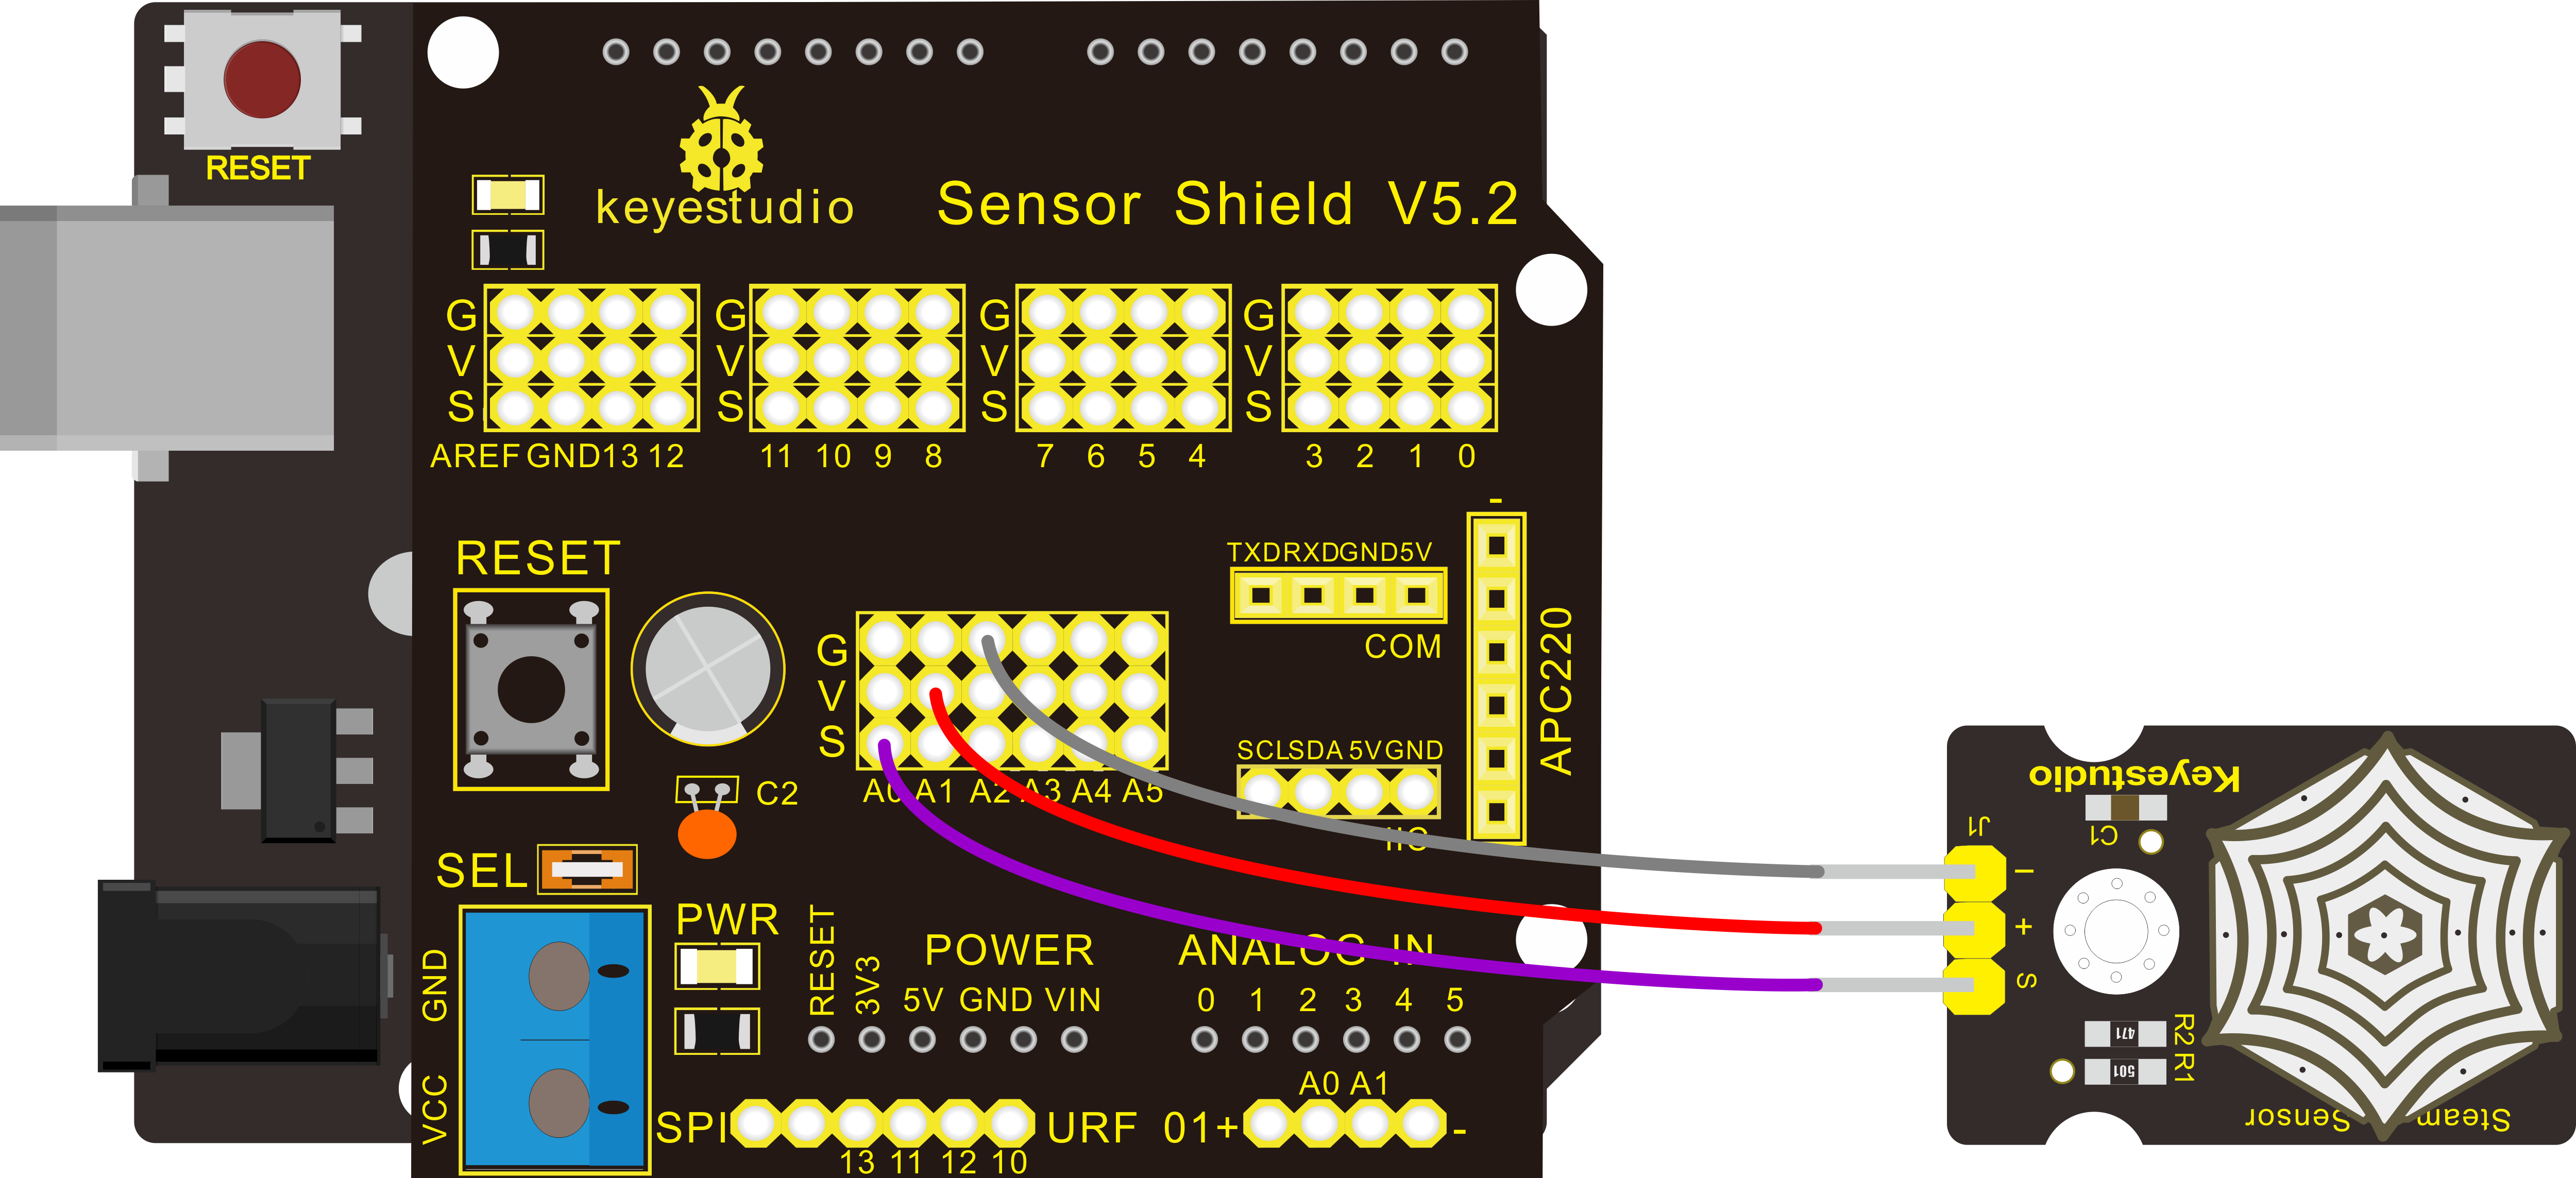 RESET
keyestudio
Sensor Shield V5.2
G G G G
V V V V
S S S S
AREF GND 13 12 11 10 9 8 7 6 5 4 3 2 1 0
-
RESET
TXD RXD GND 5V
COM
APC220
G
V
S
A0 A1 A2 A3 A4 A5
SCL SDA 5V GND
C2
SEL
PWR
GND
VCC
RESET
3V3
POWER
5V GND VIN
ANALOG IN
0 1 2 3 4 5
A0 A1
SPI
URF 01+ -
13 11 12 10
Keyestudio
J1
C1
-
+
S
R2
R1
471
501
Steam
Sensor